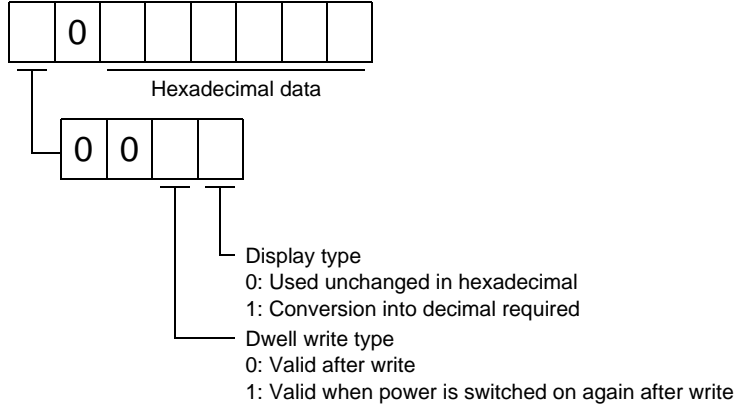 0
Hexadecimal data
0 0
Display type
0: Used unchanged in hexadecimal
1: Conversion into decimal required
Dwell write type
0: Valid after write
1: Valid when power is switched on again after write